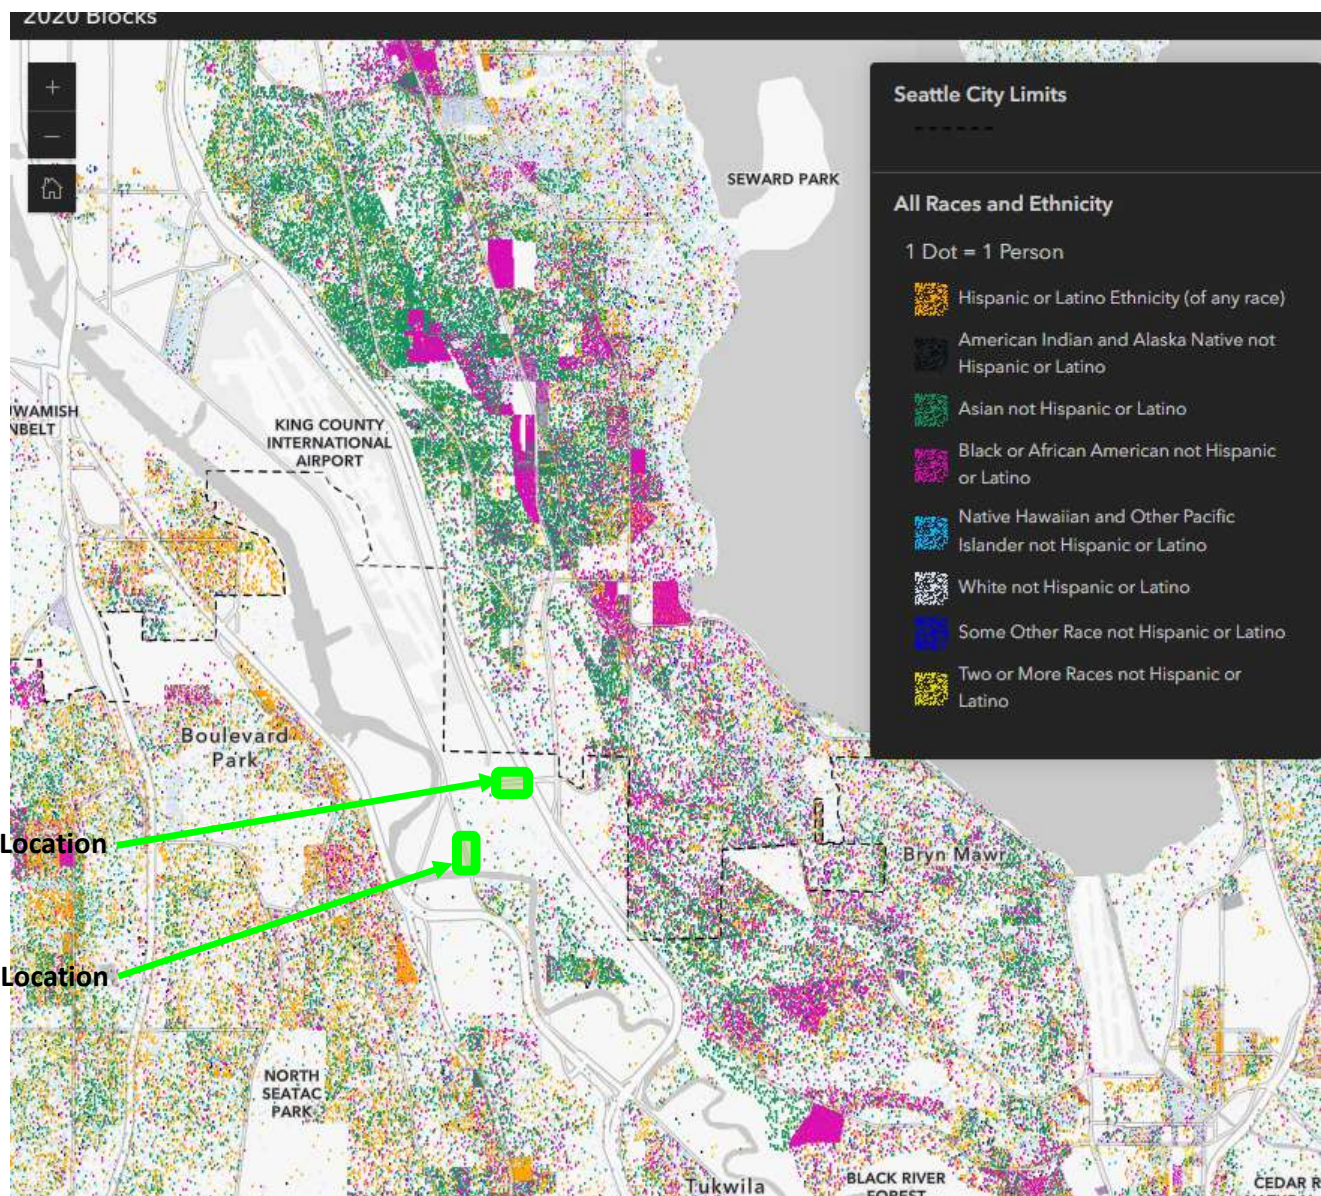 2020 Blocks
+
−
Seattle City Limits
SEWARD PARK
All Races and Ethnicity
1 Dot = 1 Person
Hispanic or Latino Ethnicity (of any race)
American Indian and Alaska Native not
Hispanic or Latino
Asian not Hispanic or Latino
Black or African American not Hispanic
or Latino
Native Hawaiian and Other Pacific
Islander not Hispanic or Latino
White not Hispanic or Latino
Some Other Race not Hispanic or Latino
Two or More Races not Hispanic or
Latino
WAMISH
NBELT
KING COUNTY
INTERNATIONAL
AIRPORT
Boulevard
Park
Location
Bryn Mawr
Location
NORTH
SEATAC
PARK
Tukwila
BLACK RIVER
FOREST
CEDAR R